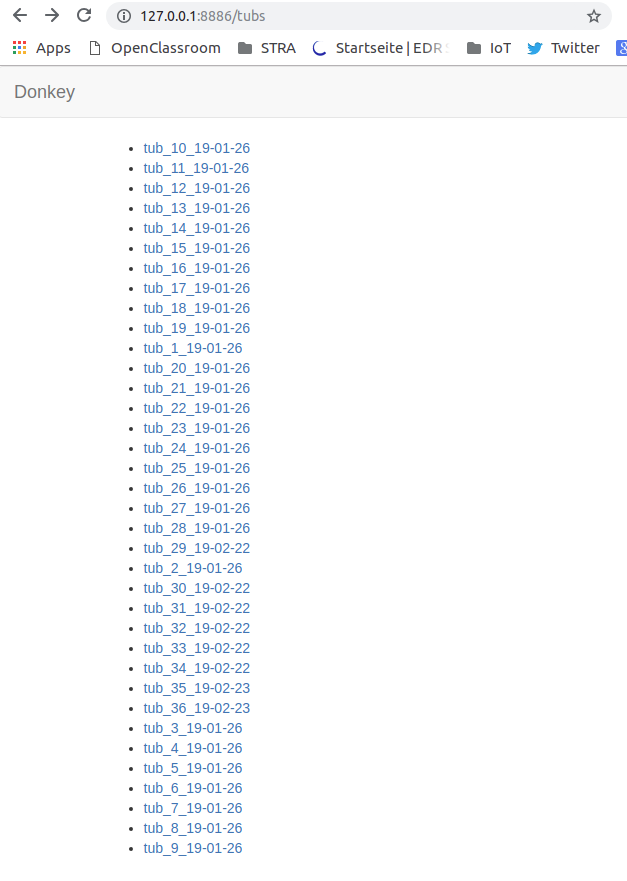 127.0.0.1:8886/tubs
Apps OpenClassroom STRA Startseite | EDR IoT Twitter
Donkey
tub_10_19-01-26
tub_11_19-01-26
tub_12_19-01-26
tub_13_19-01-26
tub_14_19-01-26
tub_15_19-01-26
tub_16_19-01-26
tub_17_19-01-26
tub_18_19-01-26
tub_19_19-01-26
tub_1_19-01-26
tub_20_19-01-26
tub_21_19-01-26
tub_22_19-01-26
tub_23_19-01-26
tub_24_19-01-26
tub_25_19-01-26
tub_26_19-01-26
tub_27_19-01-26
tub_28_19-01-26
tub_29_19-02-22
tub_2_19-01-26
tub_30_19-02-22
tub_31_19-02-22
tub_32_19-02-22
tub_33_19-02-22
tub_34_19-02-22
tub_35_19-02-23
tub_36_19-02-23
tub_3_19-01-26
tub_4_19-01-26
tub_5_19-01-26
tub_6_19-01-26
tub_7_19-01-26
tub_8_19-01-26
tub_9_19-01-26